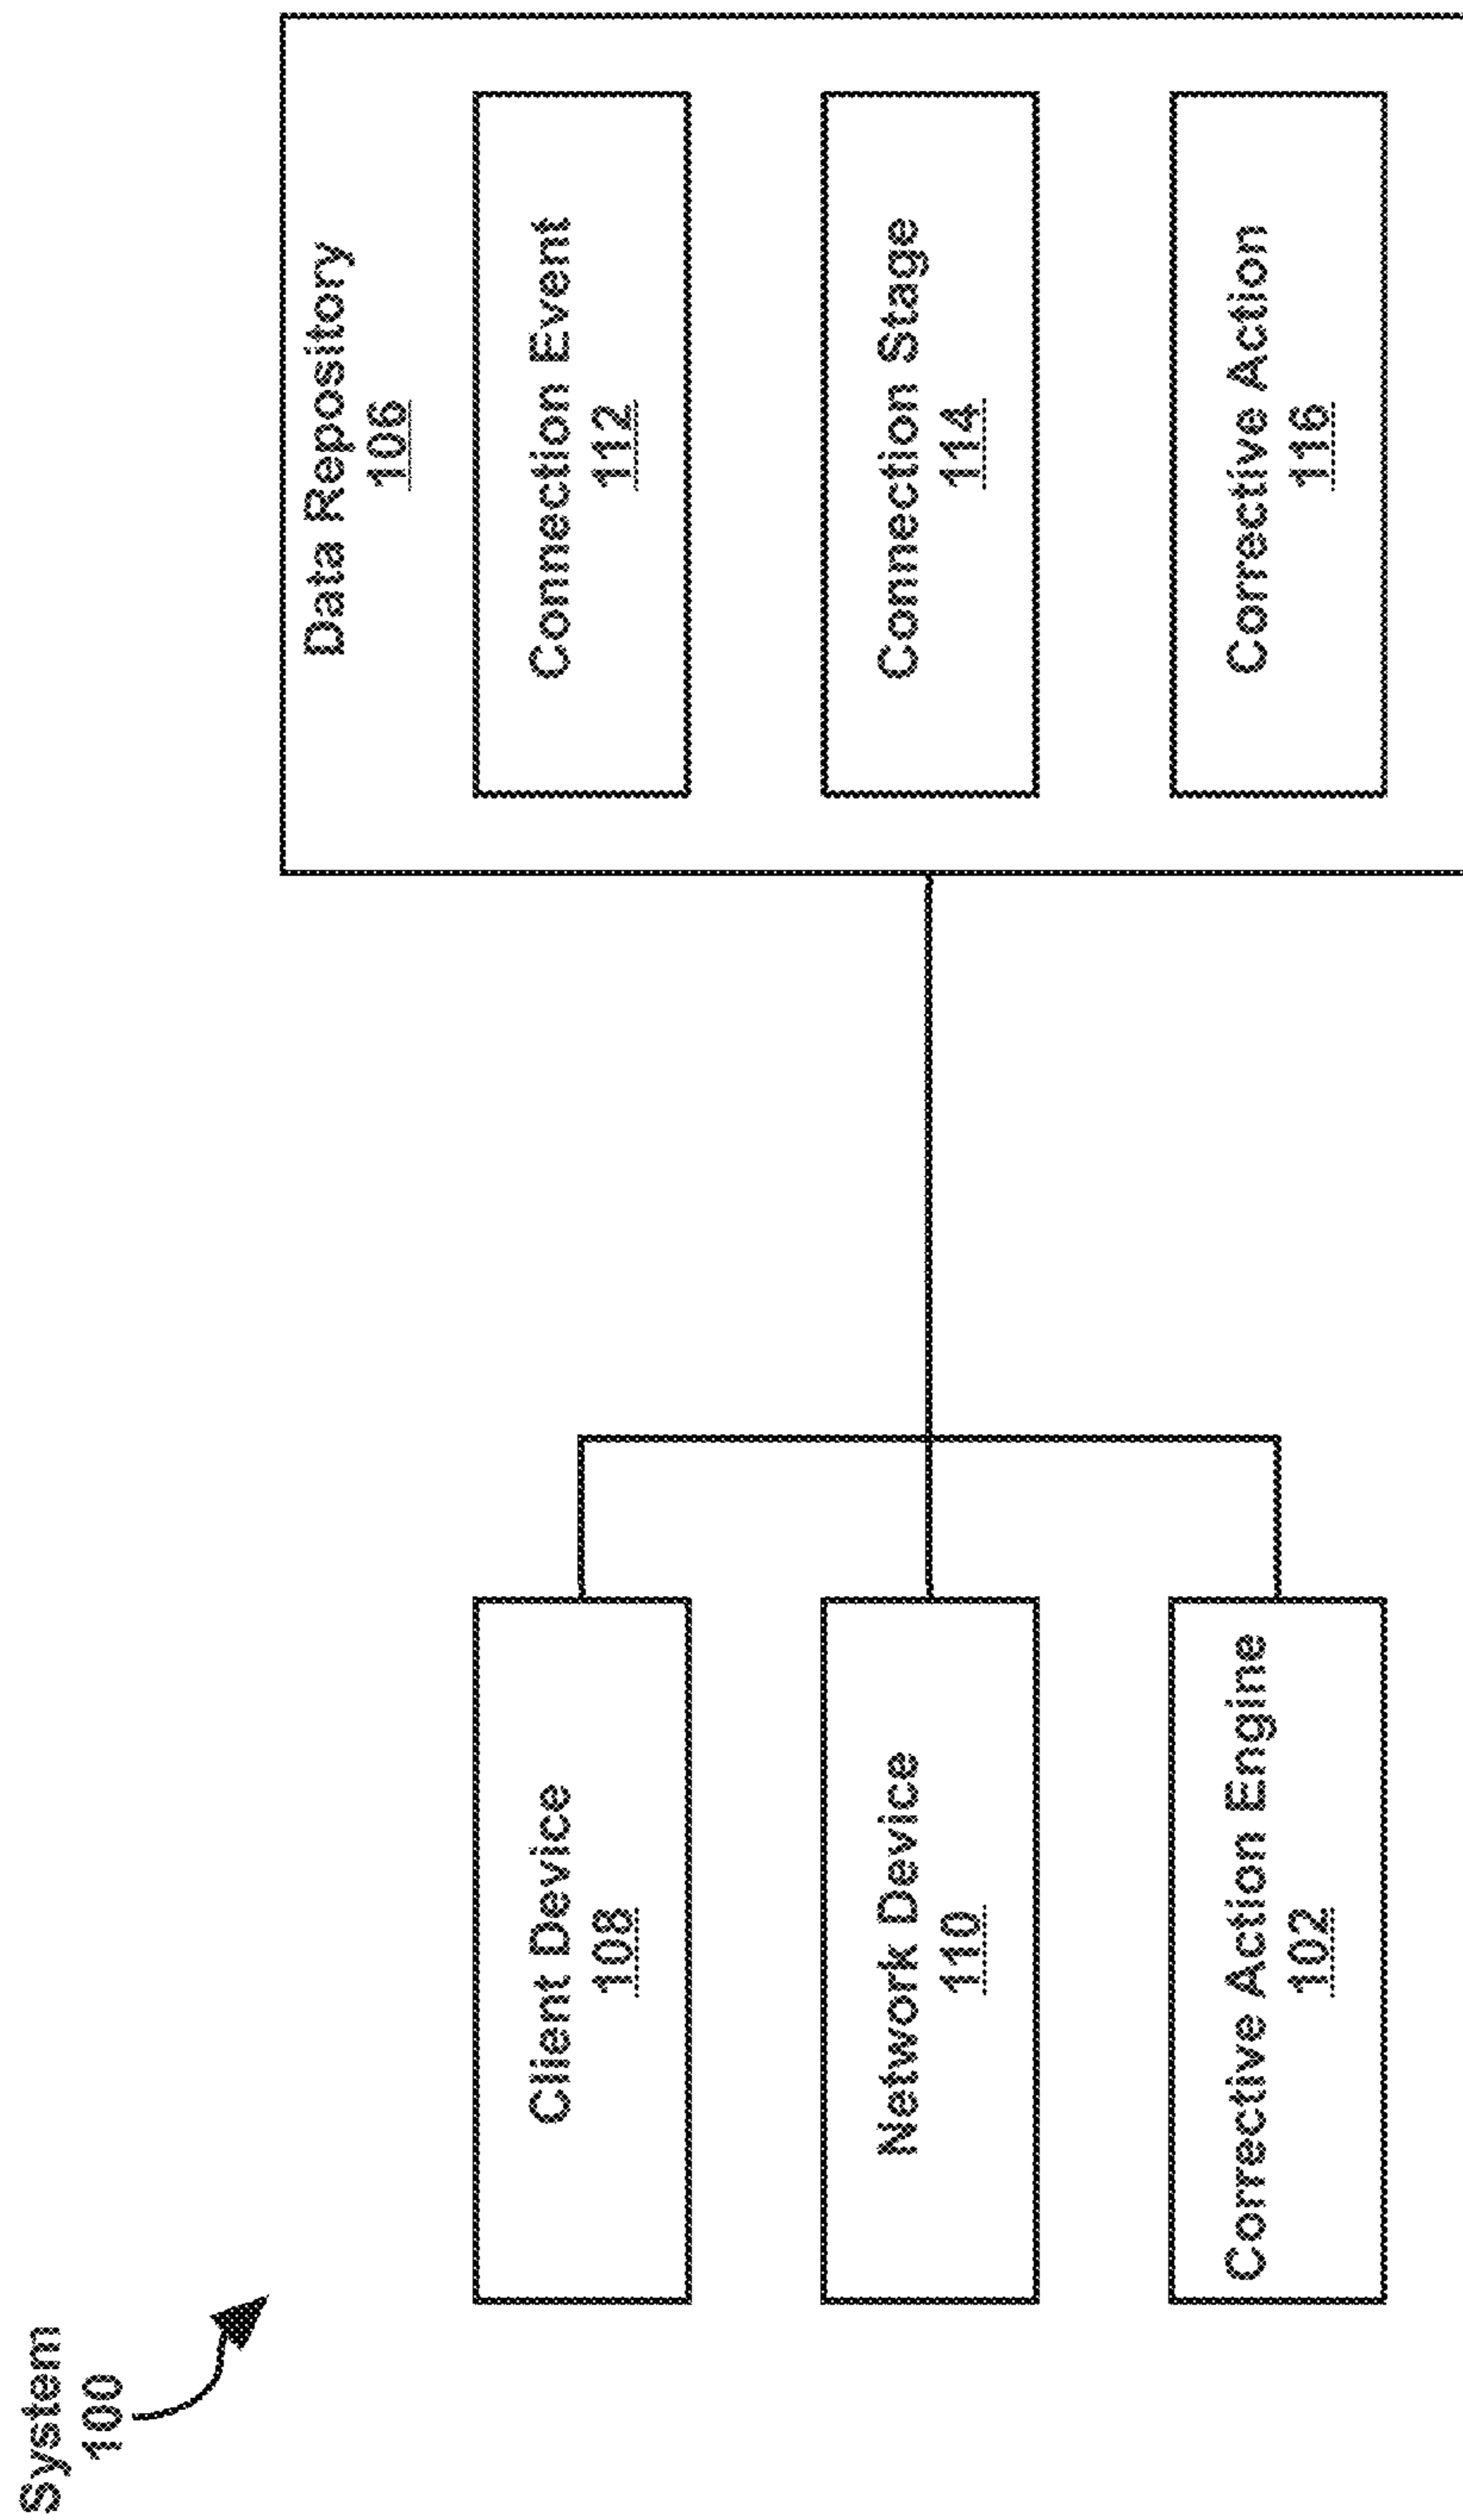 System
100
Client Device
108
Network Device
110
Corrective Action Engine
102
Data Repository
106
Connection Event
112
Connection Stage
114
Corrective Action
116